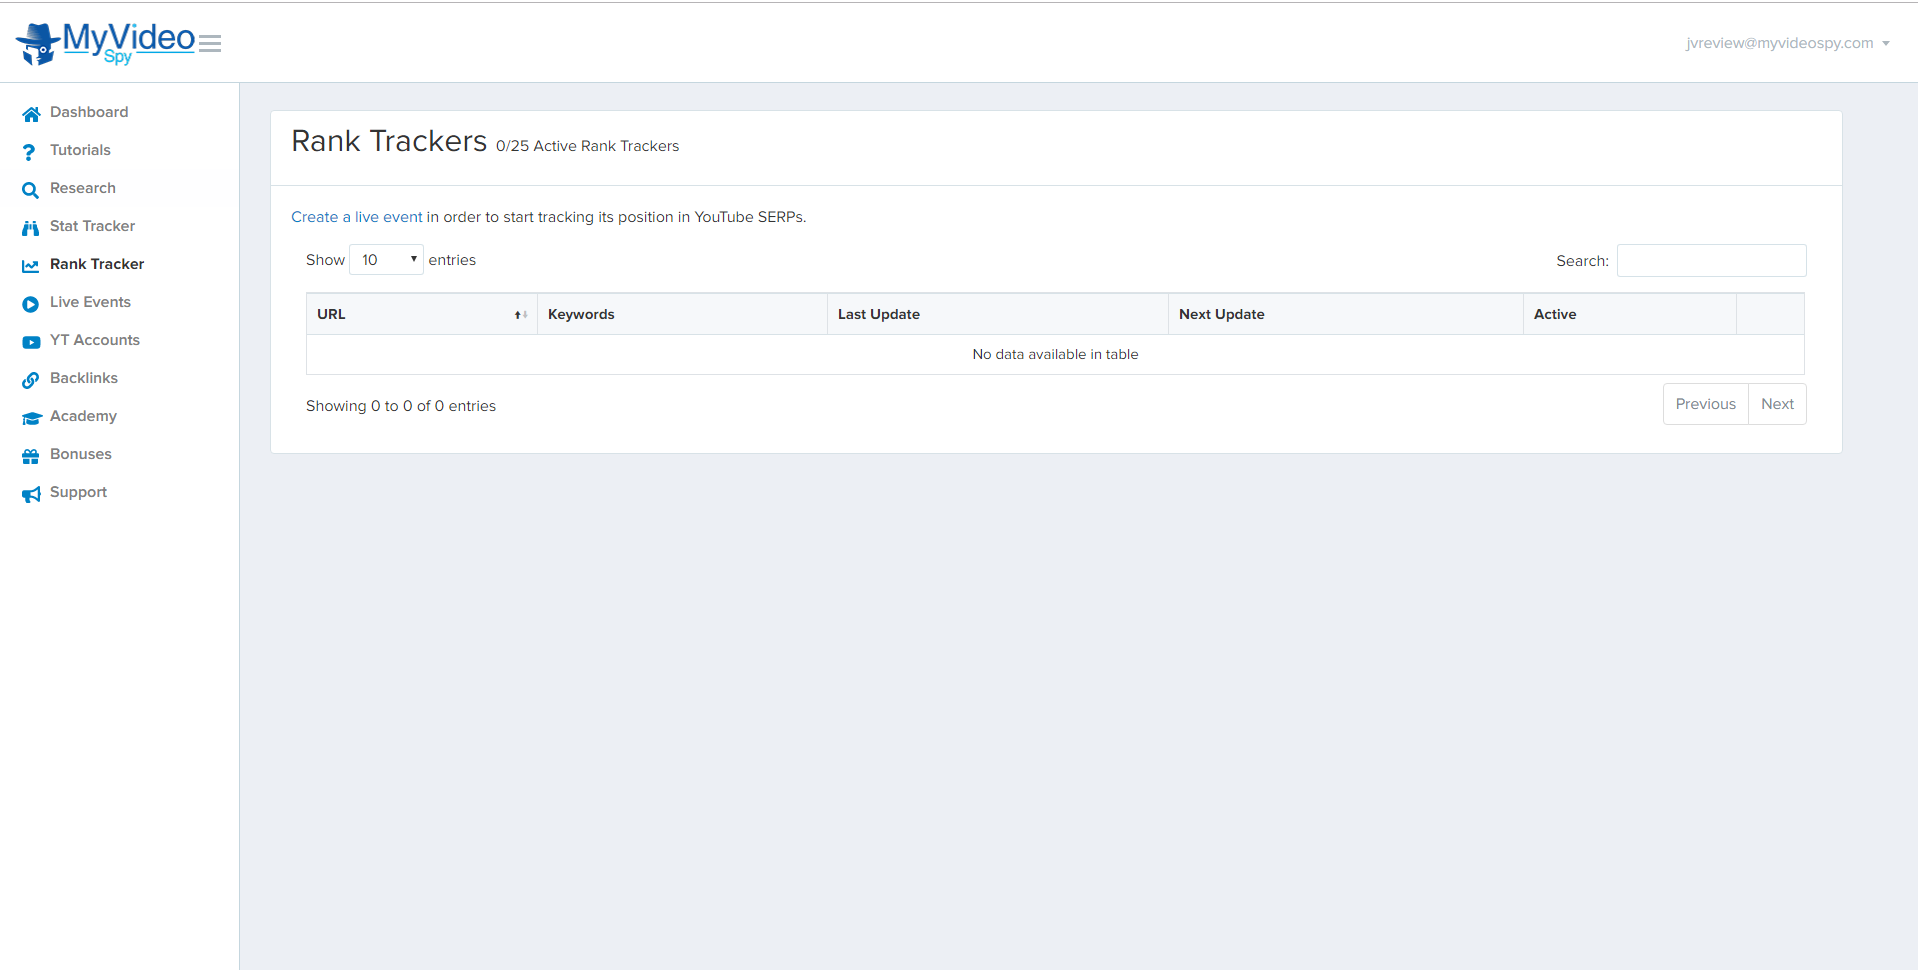 MyVideo
Spy
jvreview@myvideospy.com
Dashboard
Tutorials
Research
Stat Tracker
Rank Tracker
Live Events
YT Accounts
Backlinks
Academy
Bonuses
Support
Rank Trackers 0/25 Active Rank Trackers
Create a live event in order to start tracking its position in YouTube SERPs.
Show 10 entries
Search:
URL Keywords Last Update Next Update Active
No data available in table
Showing 0 to 0 of 0 entries
Previous Next